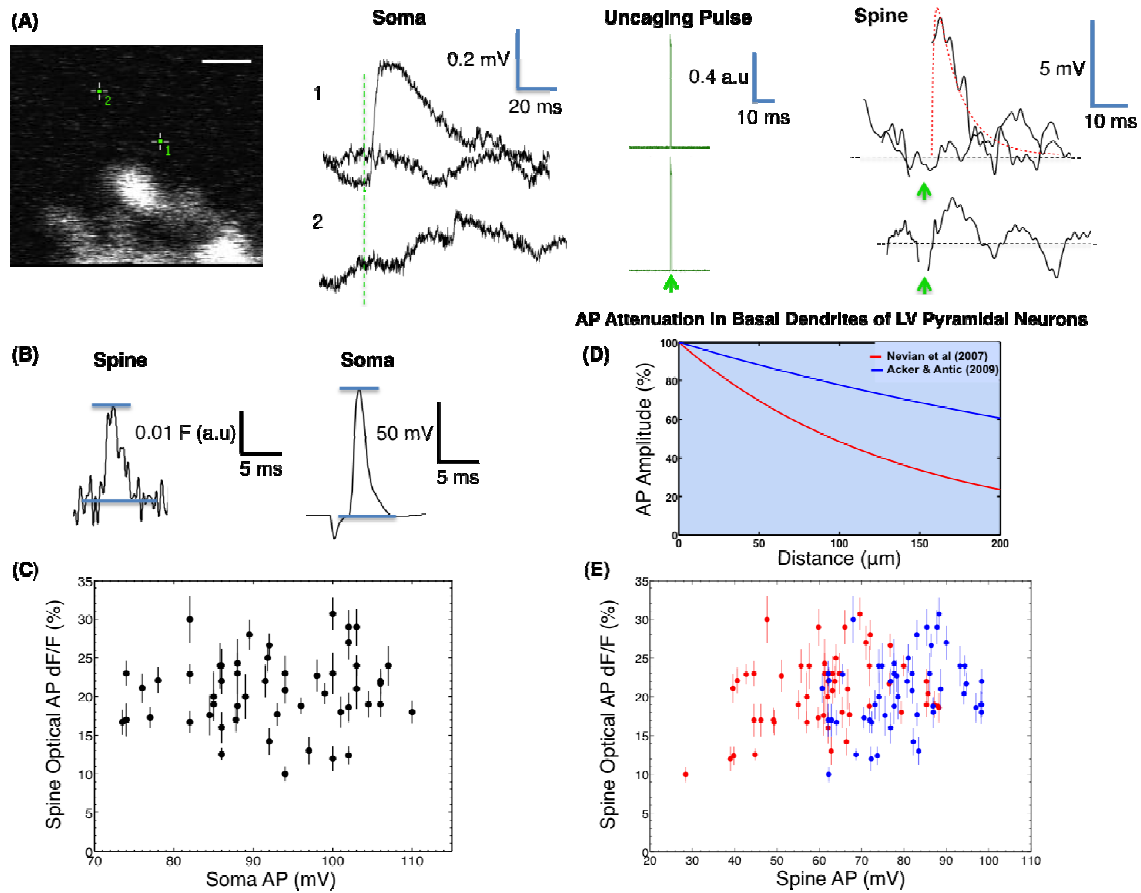 (A)
Soma
Uncaging Pulse
Spine
2
1
1
2
0.2 mV
20 ms
0.4 a.u
10 ms
5 mV
10 ms
(B)
Spine
Soma
0.01 F (a.u)
5 ms
50 mV
5 ms
AP Attenuation in Basal Dendrites of LV Pyramidal Neurons
(D)
Nevian et al (2007)
Acker & Antic (2009)
AP Amplitude (%)
100
80
60
40
20
0
0 50 100 150 200
Distance (µm)
(C)
Spine Optical AP dF/F (%)
35
30
25
20
15
10
5
0
70 80 90 100 110
Soma AP (mV)
(E)
Spine Optical AP dF/F (%)
35
30
25
20
15
10
5
0
20 30 40 50 60 70 80 90 100 110
Spine AP (mV)